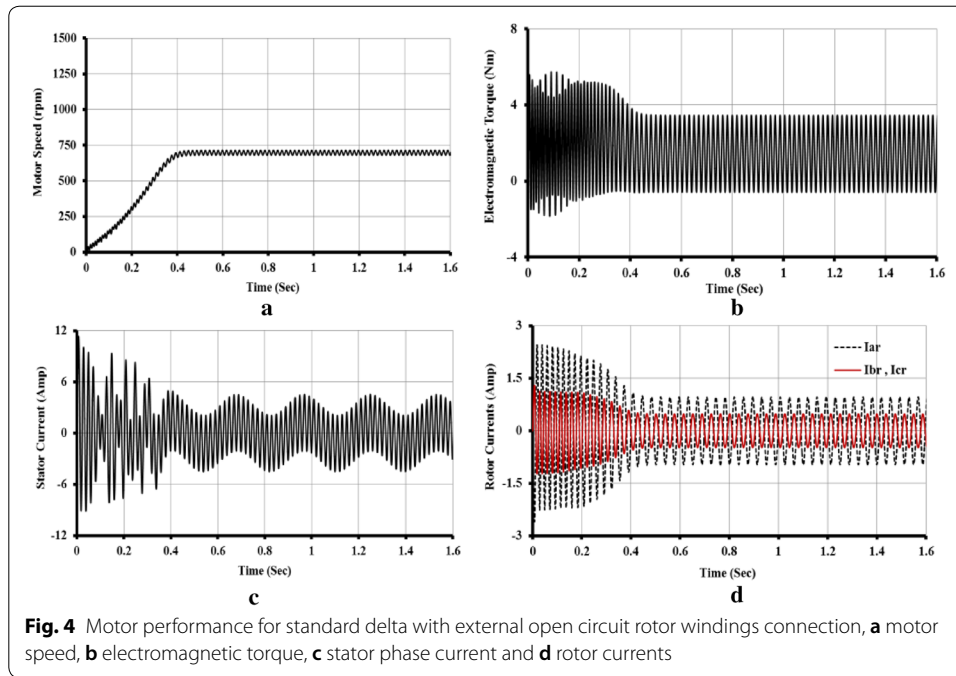 1500
1250
1000
750
500
250
0
Motor Speed (rpm)
0 0.2 0.4 0.6 0.8 1 1.2 1.4 1.6
Time (Sec)
a
8
4
0
-4
Electromagnetic Torque (Nm)
0 0.2 0.4 0.6 0.8 1 1.2 1.4 1.6
Time (Sec)
b
12
6
0
-6
-12
Stator Current (Amp)
0 0.2 0.4 0.6 0.8 1 1.2 1.4 1.6
Time (Sec)
c
3
1.5
0
-1.5
-3
Rotor Currents (Amp)
Iar
Ibr , Icr
0 0.2 0.4 0.6 0.8 1 1.2 1.4 1.6
Time (Sec)
d
Fig. 4 Motor performance for standard delta with external open circuit rotor windings connection, a motor
speed, b electromagnetic torque, c stator phase current and d rotor currents